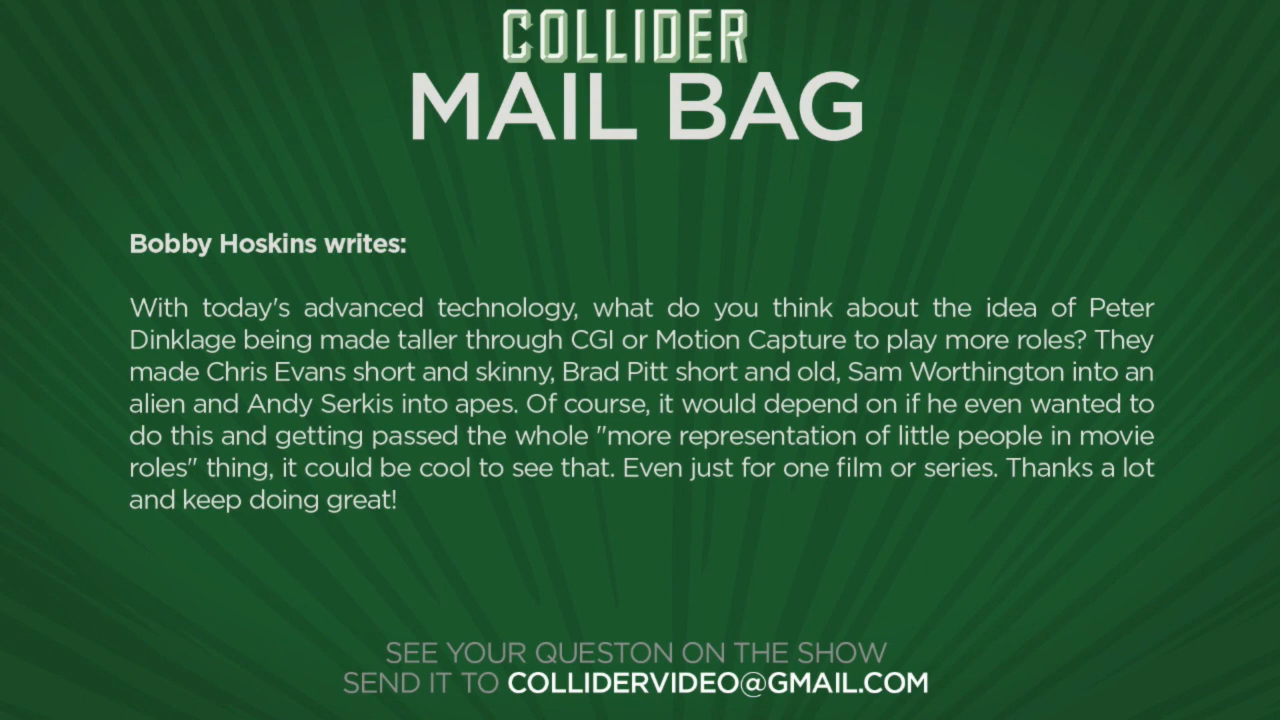 COLLIDER
MAIL BAG
Bobby Hoskins writes:
With today's advanced technology, what do you think about the idea of Peter
Dinklage being made taller through CGI or Motion Capture to play more roles? They
made Chris Evans short and skinny, Brad Pitt short and old, Sam Worthington into an
alien and Andy Serkis into apes. Of course, it would depend on if he even wanted to
do this and getting passed the whole "more representation of little people in movie
roles" thing, it could be cool to see that. Even just for one film or series. Thanks a lot
and keep doing great!
SEE YOUR QUESTON ON THE SHOW
SEND IT TO COLLIDERVIDEO@GMAIL.COM